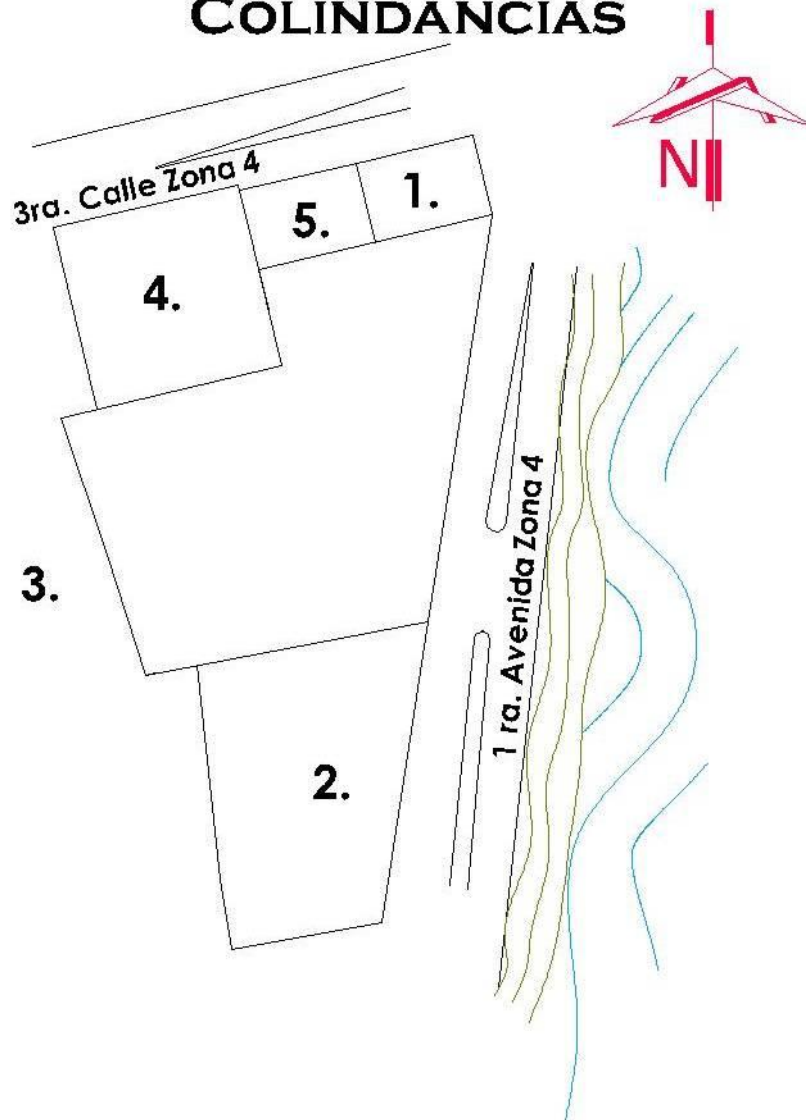 COLINDANCIAS
N
3ra. Calle Zona 4
5.
1.
4.
1 ra. Avenida Zona 4
3.
2.